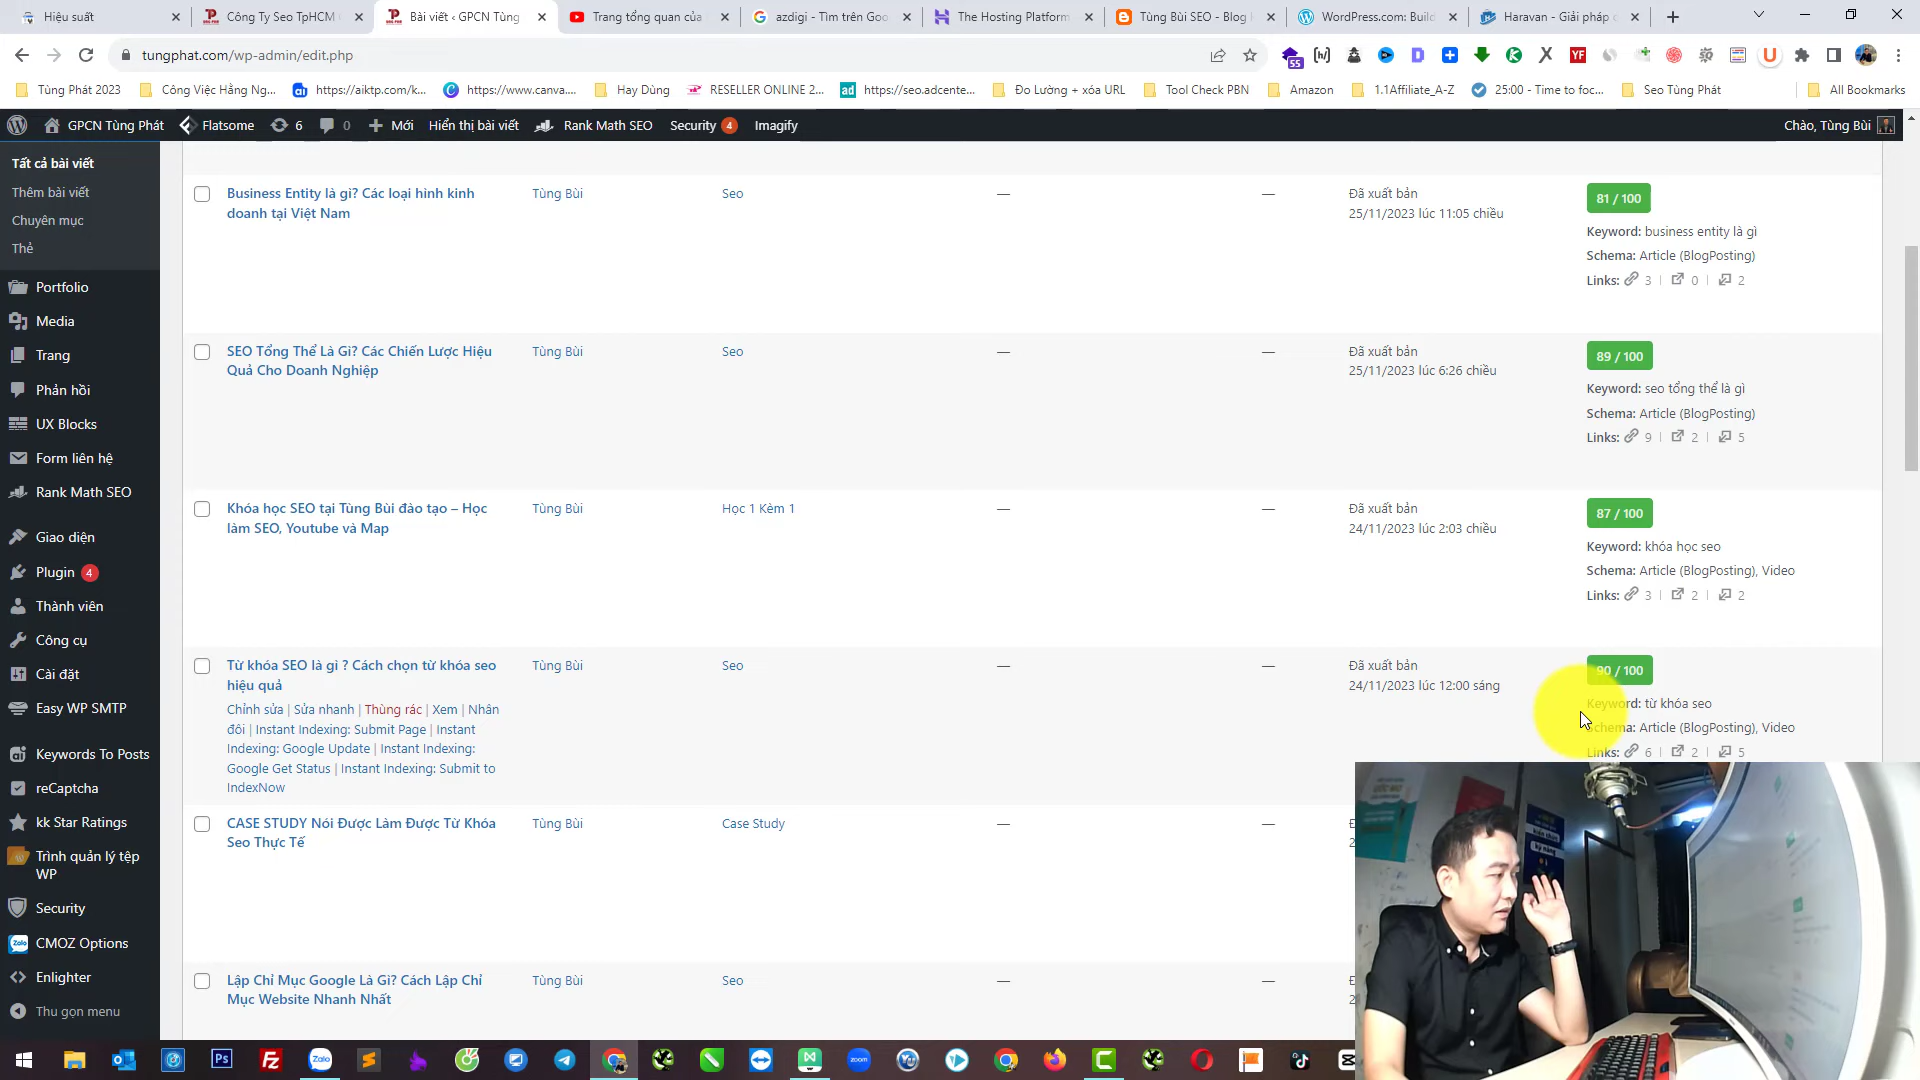 Hiệu suất
Công Ty Seo TpHCM
Bài viết ‹ GPCN Tùng
Trang tổng quan của
azdigi - Tìm trên Goo
The Hosting Platform
Tùng Bùi SEO - Blog
WordPress.com: Build
Haravan - Giải pháp
tungphat.com/wp-admin/edit.php
55
YF
Tùng Phát 2023
Công Việc Hằng Ng...
https://aiktp.com/k...
https://www.canva....
Hay Dùng
RESELLER ONLINE 2...
ad
https://seo.adcente...
Đo Lường + xóa URL
Tool Check PBN
Amazon
1.1Affiliate_A-Z
25:00 - Time to foc...
Seo Tùng Phát
All Bookmarks
GPCN Tùng Phát
Flatsome
6
0
Mới
Hiển thị bài viết
Rank Math SEO
Security 4
Imagify
Chào, Tùng Bùi
Tất cả bài viết
Thêm bài viết
Chuyên mục
Thẻ
Portfolio
Media
Trang
Phản hồi
UX Blocks
Form liên hệ
Rank Math SEO
Giao diện
Plugin 4
Thành viên
Công cụ
Cài đặt
Easy WP SMTP
Keywords To Posts
reCaptcha
kk Star Ratings
Trình quản lý tệp
WP
Security
CMOZ Options
Enlighter
Thu gọn menu
Business Entity là gì? Các loại hình kinh
doanh tại Việt Nam
Tùng Bùi
Seo
—
—
Đã xuất bản
25/11/2023 lúc 11:05 chiều
81 / 100
Keyword: business entity là gì
Schema: Article (BlogPosting)
Links: 3 | 0 | 2
SEO Tổng Thể Là Gì? Các Chiến Lược Hiệu
Quả Cho Doanh Nghiệp
Tùng Bùi
Seo
—
—
Đã xuất bản
25/11/2023 lúc 6:26 chiều
89 / 100
Keyword: seo tổng thể là gì
Schema: Article (BlogPosting)
Links: 9 | 2 | 5
Khóa học SEO tại Tùng Bùi đào tạo – Học
làm SEO, Youtube và Map
Tùng Bùi
Học 1 Kèm 1
—
—
Đã xuất bản
24/11/2023 lúc 2:03 chiều
87 / 100
Keyword: khóa học seo
Schema: Article (BlogPosting), Video
Links: 3 | 2 | 2
Từ khóa SEO là gì ? Cách chọn từ khóa seo
hiệu quả
Chỉnh sửa | Sửa nhanh | Thùng rác | Xem | Nhân
đôi | Instant Indexing: Submit Page | Instant
Indexing: Google Update | Instant Indexing:
Google Get Status | Instant Indexing: Submit to
IndexNow
Tùng Bùi
Seo
—
—
Đã xuất bản
24/11/2023 lúc 12:00 sáng
90 / 100
Keyword: từ khóa seo
Schema: Article (BlogPosting), Video
Links: 6 | 2 | 5
CASE STUDY Nói Được Làm Được Từ Khóa
Seo Thực Tế
Tùng Bùi
Case Study
—
—
Lập Chỉ Mục Google Là Gì? Cách Lập Chỉ
Mục Website Nhanh Nhất
Tùng Bùi
Seo
—
—